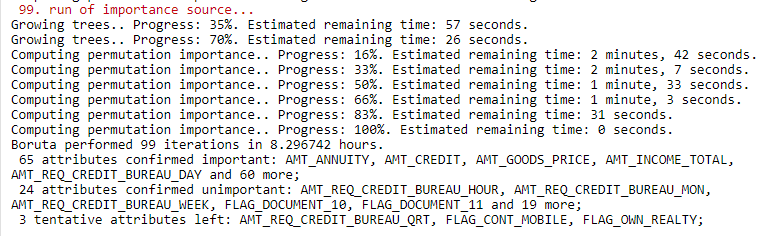 99. run of importance source...
Growing trees.. Progress: 35%. Estimated remaining time: 57 seconds.
Growing trees.. Progress: 70%. Estimated remaining time: 26 seconds.
Computing permutation importance.. Progress: 16%. Estimated remaining time: 2 minutes, 42 seconds.
Computing permutation importance.. Progress: 33%. Estimated remaining time: 2 minutes, 7 seconds.
Computing permutation importance.. Progress: 50%. Estimated remaining time: 1 minute, 33 seconds.
Computing permutation importance.. Progress: 66%. Estimated remaining time: 1 minute, 3 seconds.
Computing permutation importance.. Progress: 83%. Estimated remaining time: 31 seconds.
Computing permutation importance.. Progress: 100%. Estimated remaining time: 0 seconds.
Boruta performed 99 iterations in 8.296742 hours.
65 attributes confirmed important: AMT_ANNUITY, AMT_CREDIT, AMT_GOODS_PRICE, AMT_INCOME_TOTAL,
AMT_REQ_CREDIT_BUREAU_DAY and 60 more;
24 attributes confirmed unimportant: AMT_REQ_CREDIT_BUREAU_HOUR, AMT_REQ_CREDIT_BUREAU_MON,
AMT_REQ_CREDIT_BUREAU_WEEK, FLAG_DOCUMENT_10, FLAG_DOCUMENT_11 and 19 more;
3 tentative attributes left: AMT_REQ_CREDIT_BUREAU_QRT, FLAG_CONT_MOBILE, FLAG_OWN_REALTY;